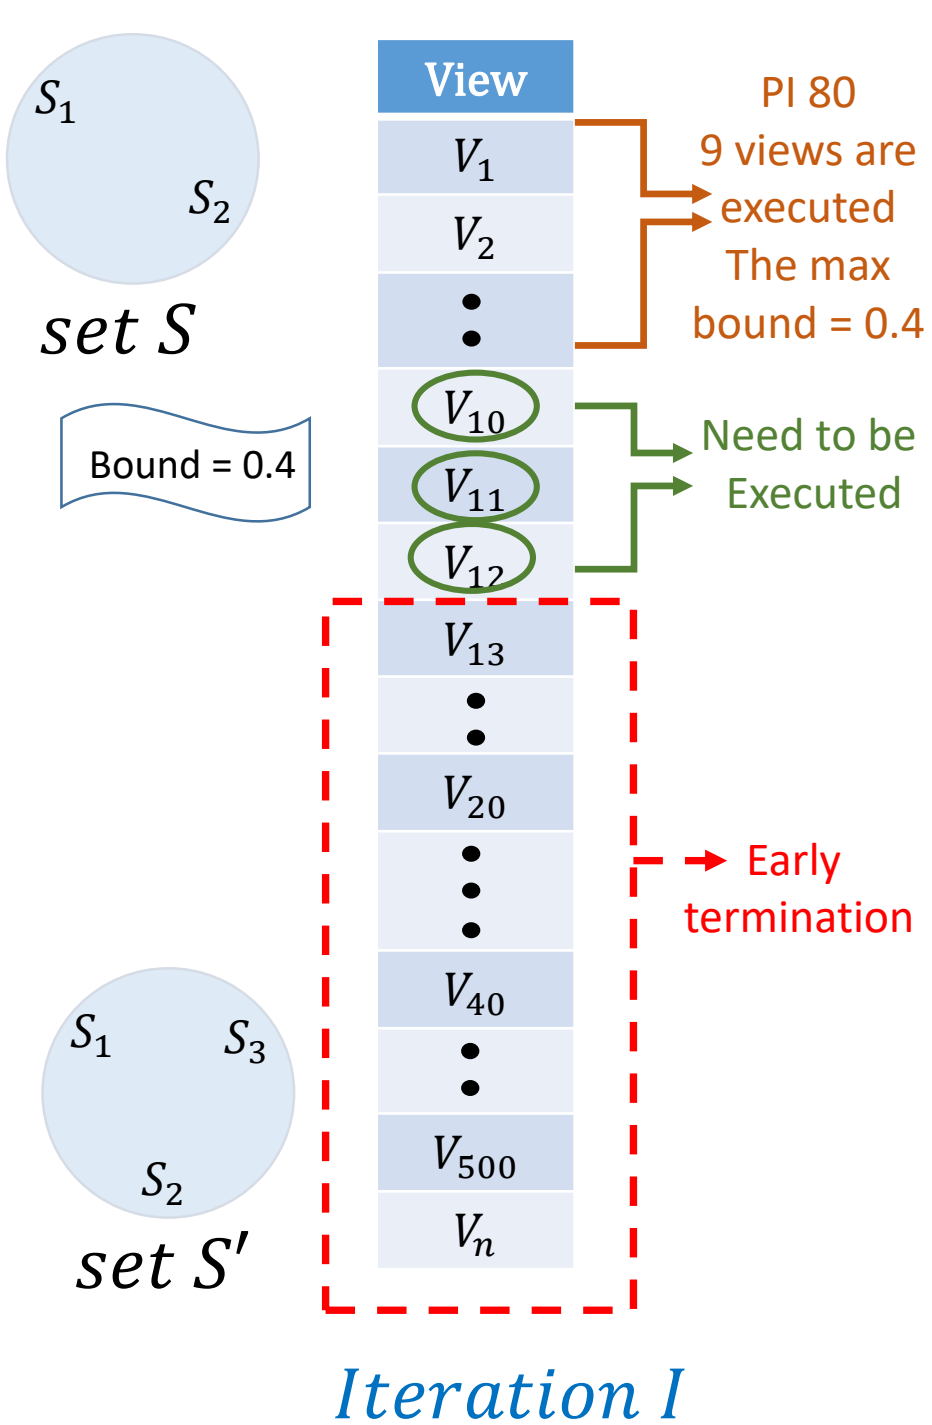 View
S₁
S₂
set S
V₁
V₂
PI 80
9 views are
executed
The max
bound = 0.4
V₁₀
V₁₁
V₁₂
Bound = 0.4
Need to be
Executed
V₁₃
V₂₀
V₄₀
V₅₀₀
Vₙ
Early
termination
S₁
S₃
S₂
set S′
Iteration I